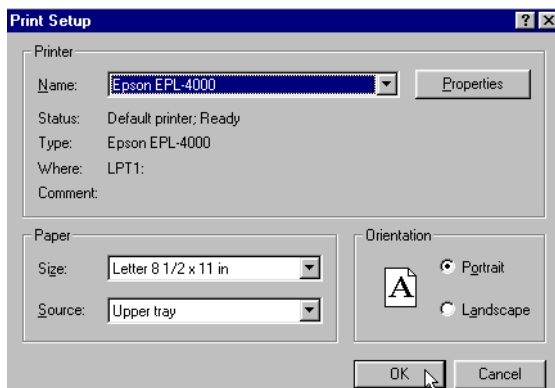 Print Setup
Printer
Name: Epson EPL-4000 Properties
Status: Default printer; Ready
Type: Epson EPL-4000
Where: LPT1:
Comment:
Paper
Size: Letter 8 1/2 x 11 in
Source: Upper tray
Orientation
A
Portrait
Landscape
OK Cancel